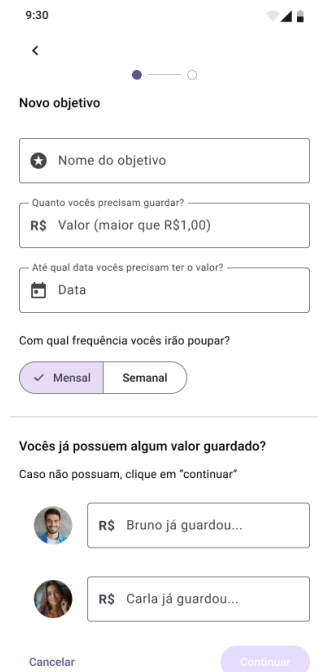 9:30
Novo objetivo
Nome do objetivo
Quanto vocês precisam guardar?
R$ Valor (maior que R$1,00)
Até qual data vocês precisam ter o valor?
Data
Com qual frequência vocês irão poupar?
Mensal Semanal
Vocês já possuem algum valor guardado?
Caso não possuam, clique em “continuar”
R$ Bruno já guardou...
R$ Carla já guardou...
Cancelar Continuar